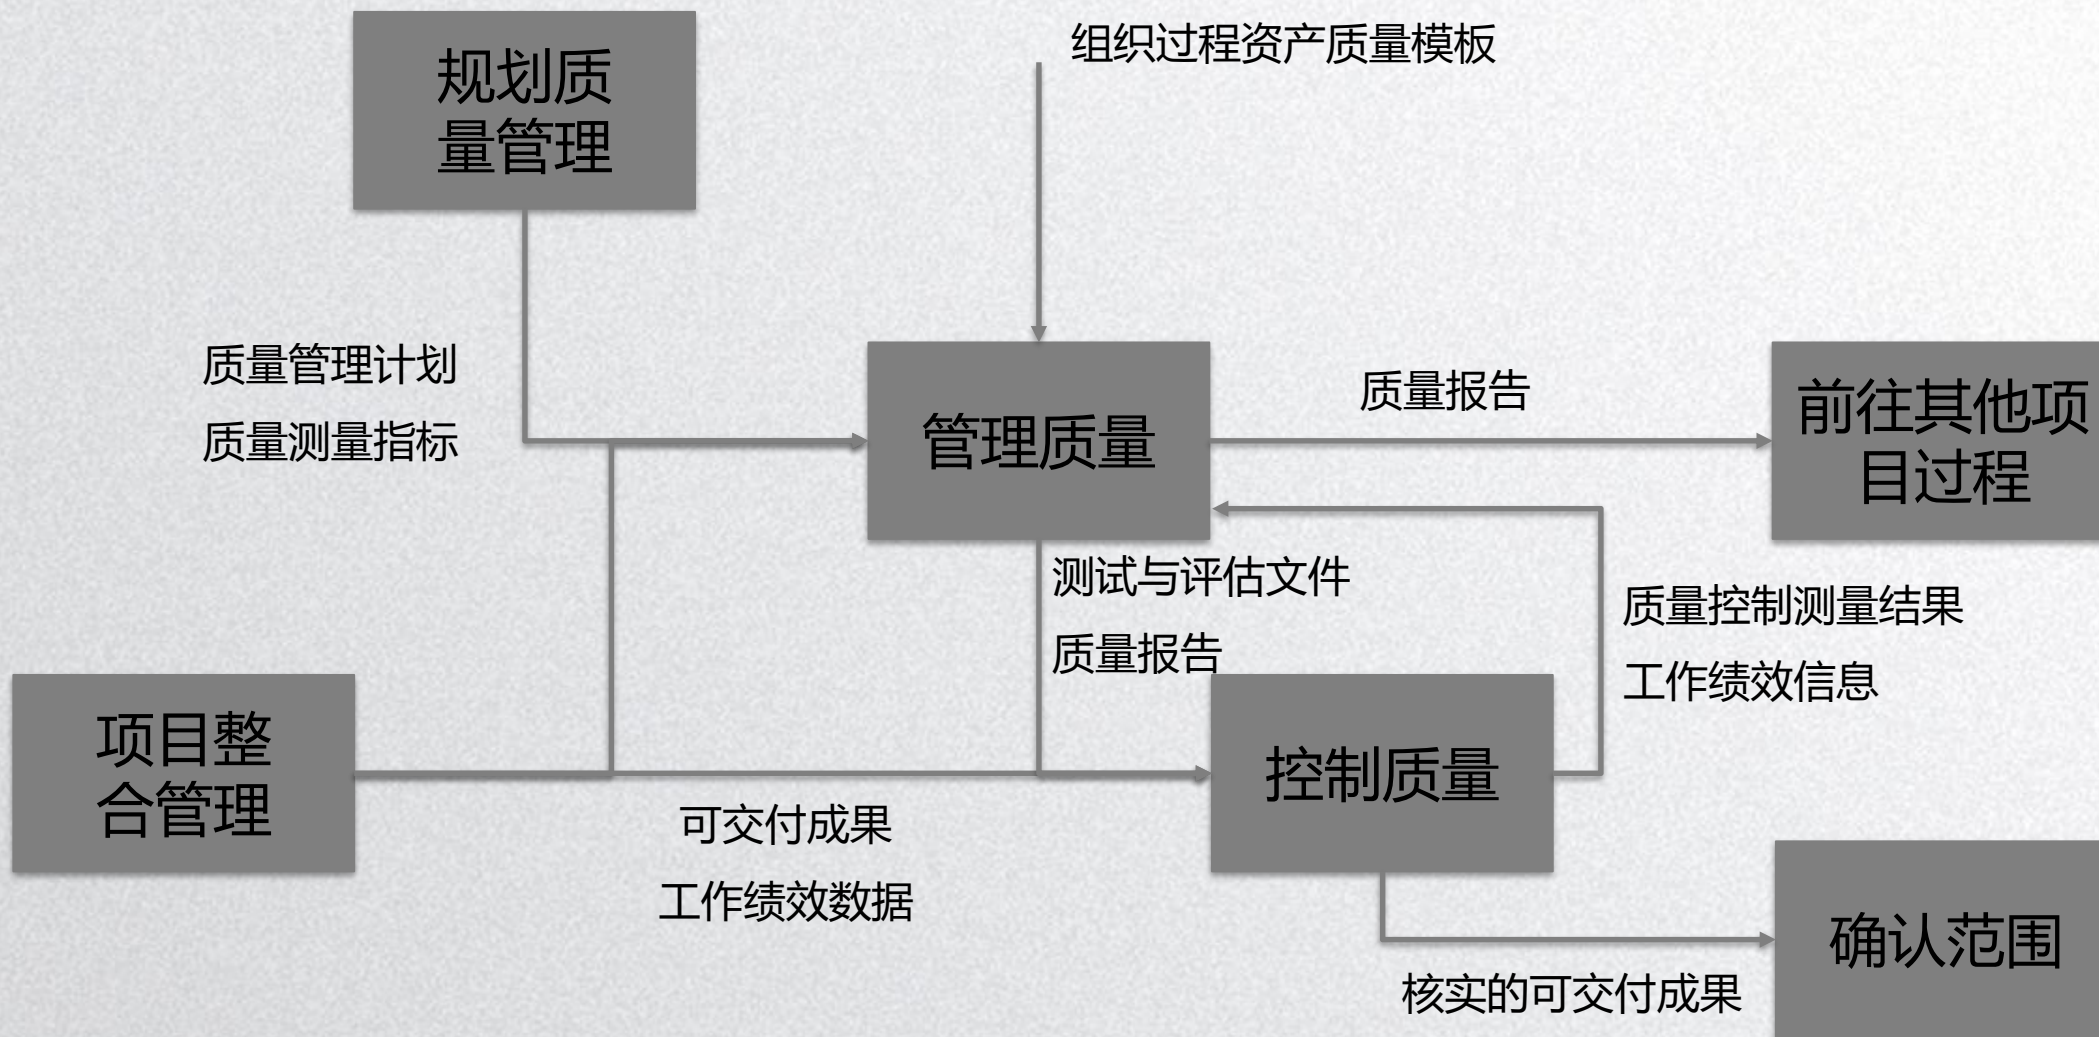 规划质
量管理
组织过程资产质量模板
质量管理计划
质量测量指标
管理质量
质量报告
前往其他项
目过程
测试与评估文件
质量报告
质量控制测量结果
工作绩效信息
项目整
合管理
控制质量
可交付成果
工作绩效数据
确认范围
核实的可交付成果